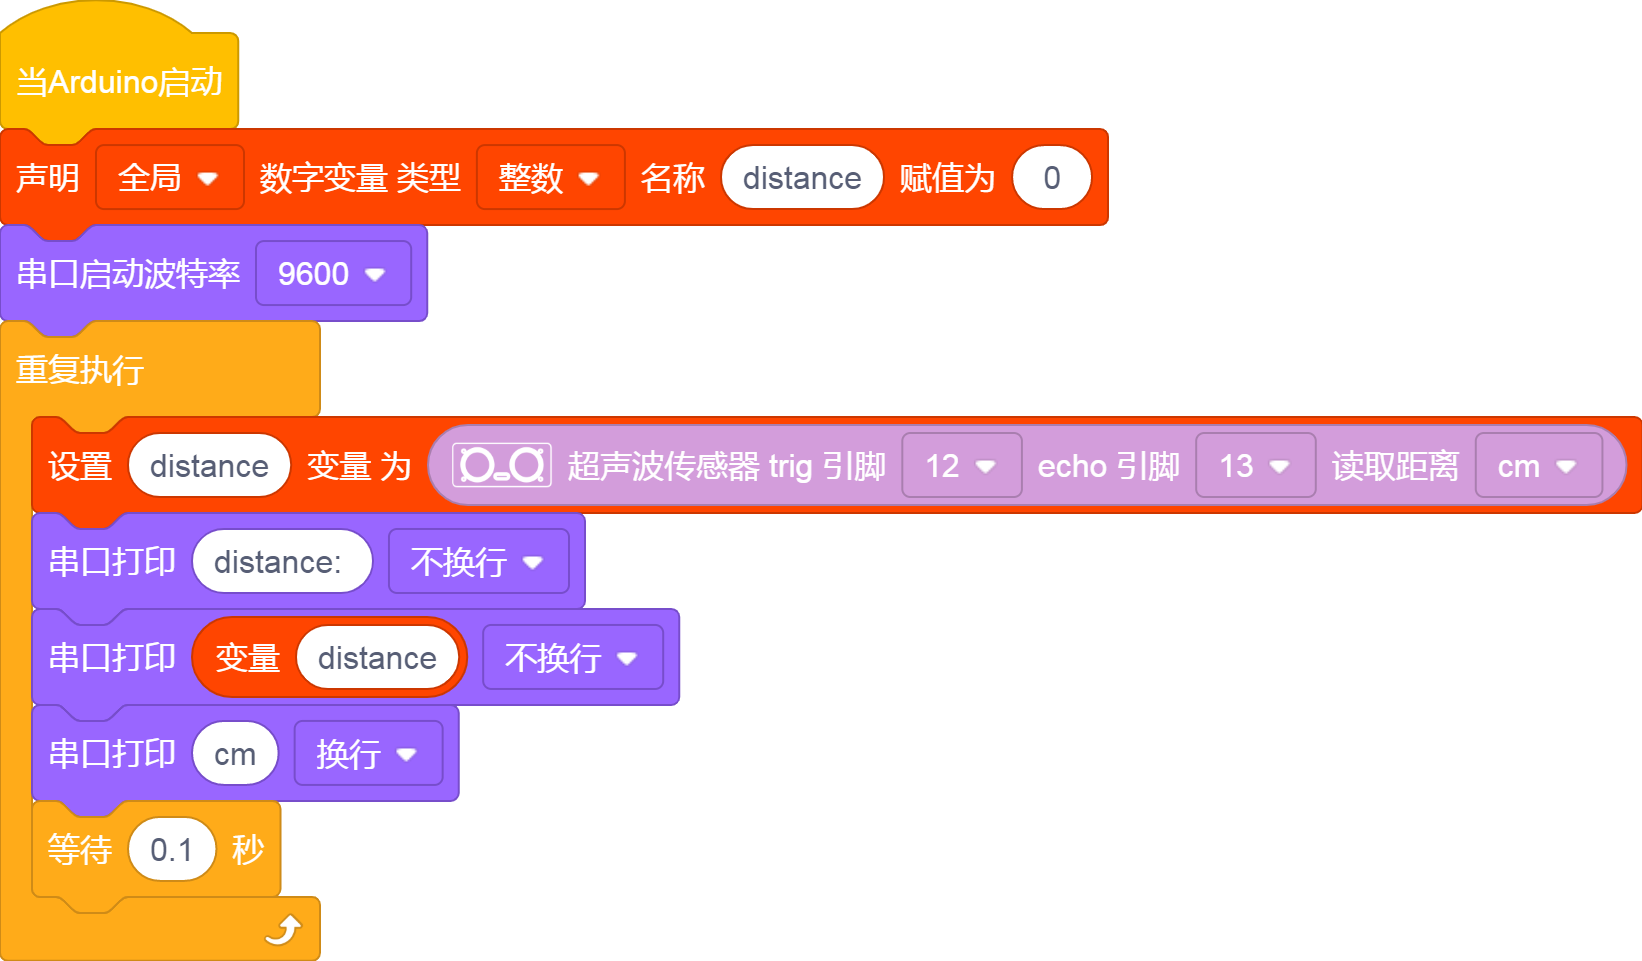 当Arduino启动
声明 全局 数字变量 类型 整数 名称 distance 赋值为 0
串口启动波特率 9600
重复执行
设置 distance 变量 为 超声波传感器 trig 引脚 12 echo 引脚 13 读取距离 cm
串口打印 distance: 不换行
串口打印 变量 distance 不换行
串口打印 cm 换行
等待 0.1 秒